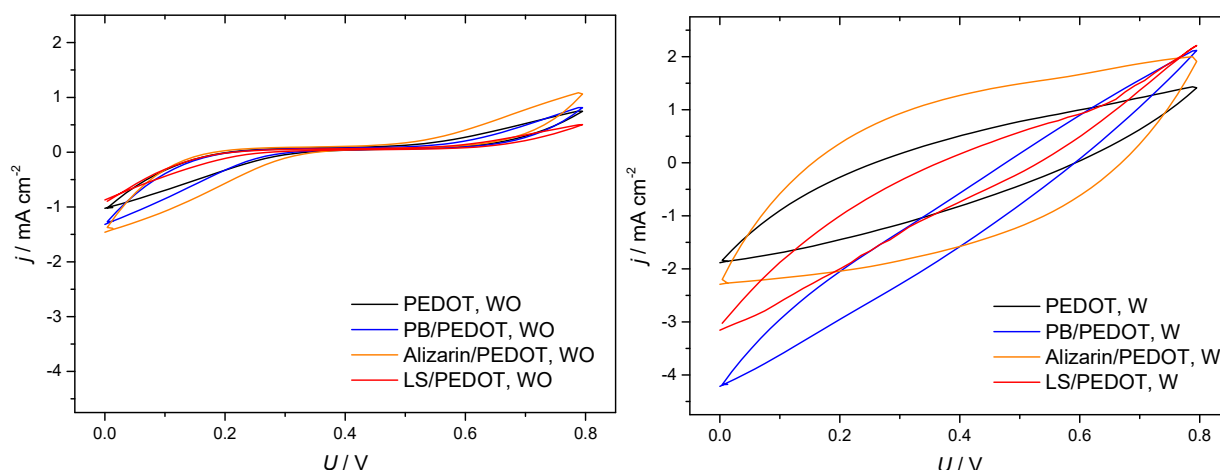 2
1
0
-1
-2
-3
-4
j / mA cm-2
0.0 0.2 0.4 0.6 0.8
U / V
PEDOT, WO
PB/PEDOT, WO
Alizarin/PEDOT, WO
LS/PEDOT, WO
2
1
0
-1
-2
-3
-4
j / mA cm-2
0.0 0.2 0.4 0.6 0.8
U / V
PEDOT, W
PB/PEDOT, W
Alizarin/PEDOT, W
LS/PEDOT, W